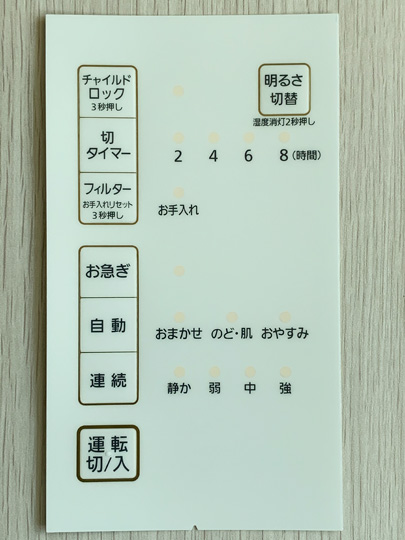 チャイルド
ロック
3秒押し
明るさ
切替
湿度消灯2秒押し
切
タイマー
2 4 6 8(時間)
フィルター
お手入れリセット
3秒押し
お手入れ
お急ぎ
自動
おまかせ のど・肌 おやすみ
連続
静か 弱 中 強
運転
切/入